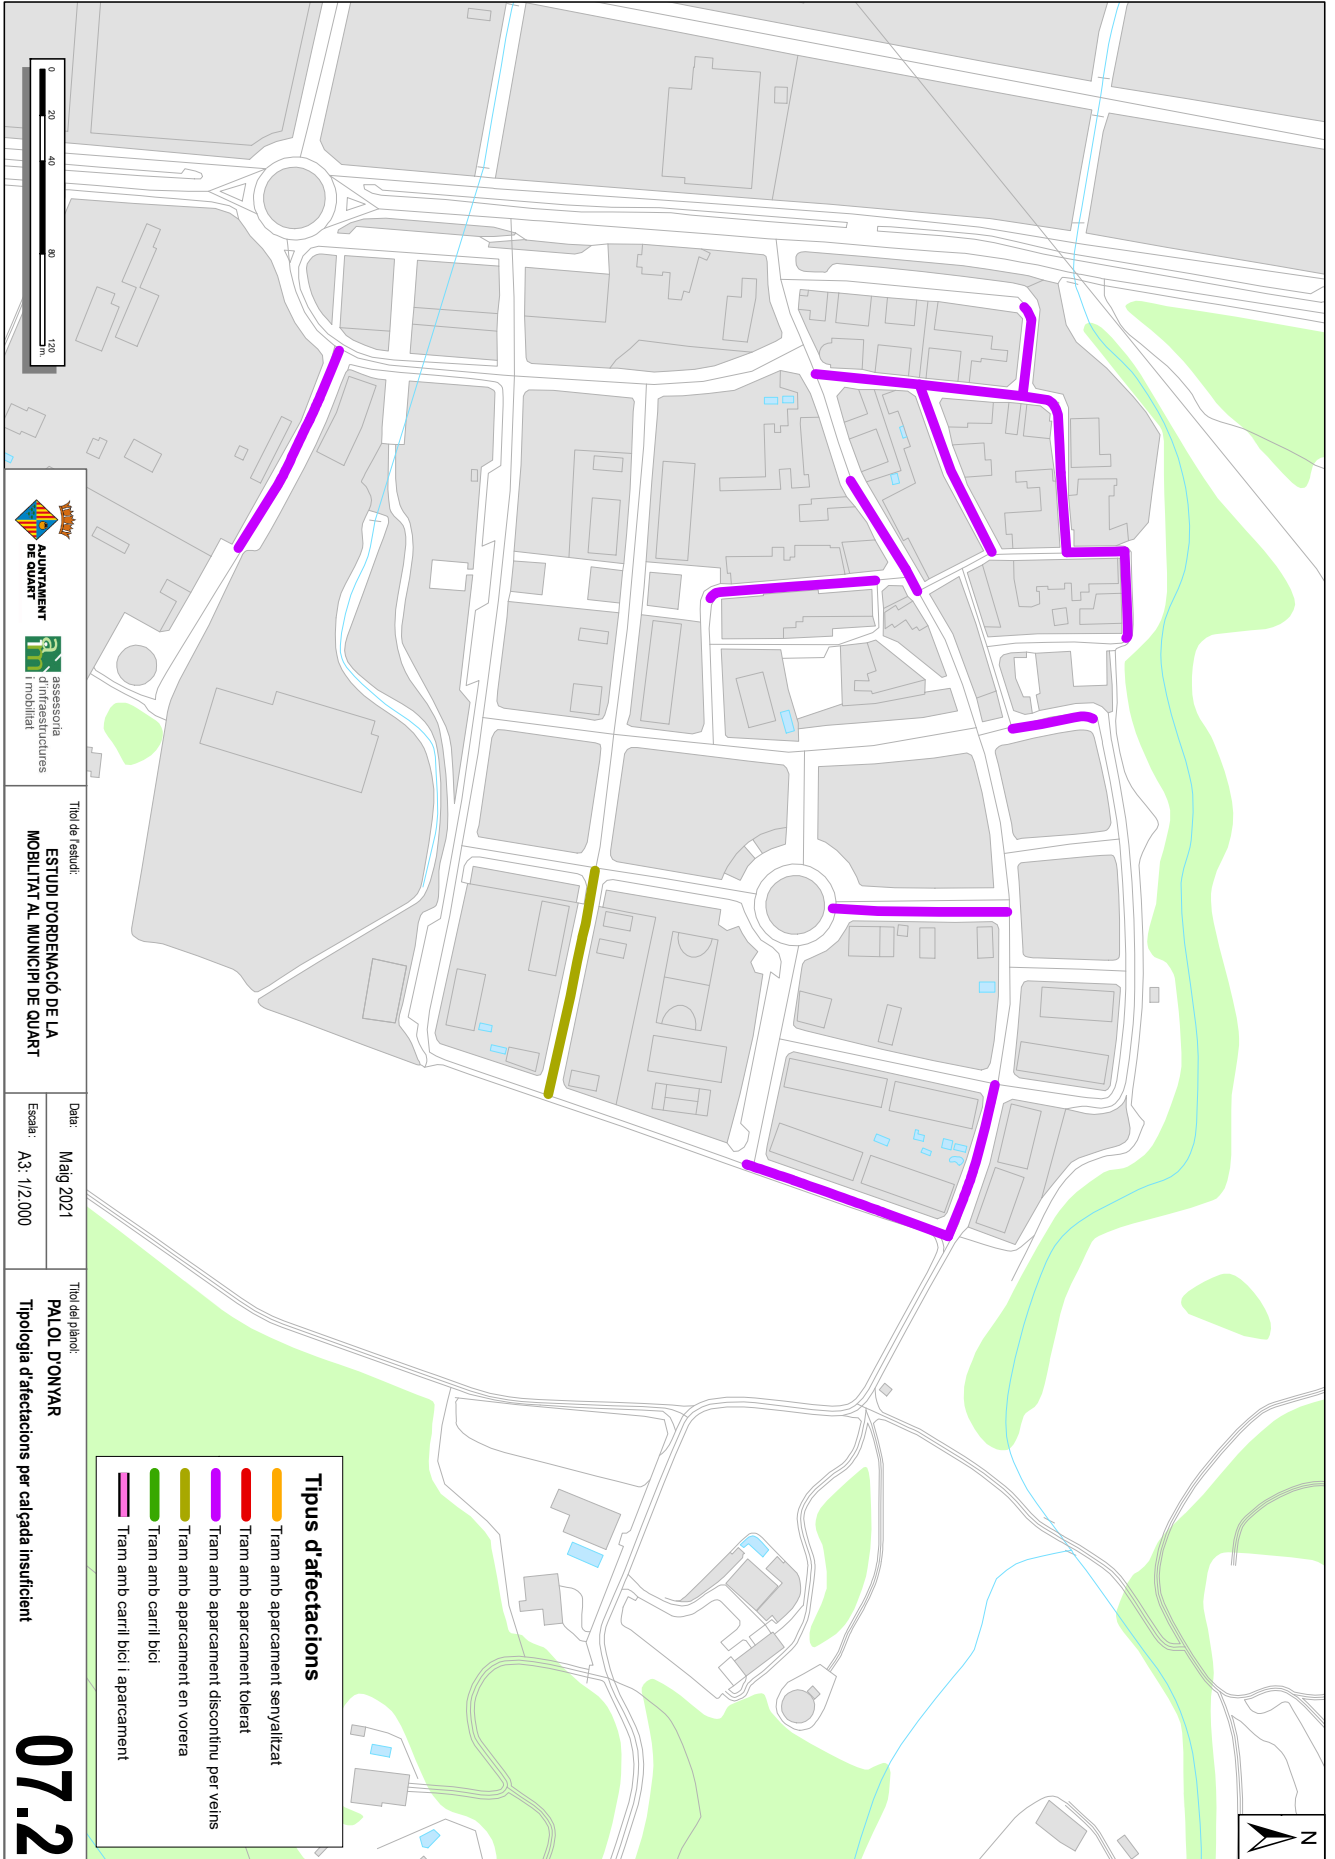 0 20 40 80 120
m.
AJUNTAMENT
DE QUART
assessoria
d'infraestructures
i mobilitat
Títol de l'estudi:
ESTUDI D'ORDENACIÓ DE LA
MOBILITAT AL MUNICIPI DE QUART
Data:
Maig 2021
Escala:
A3: 1/2.000
Títol del plànol:
PALOL D'ONYAR
Tipologia d'afectacions per calçada insuficient
07.2
Tipus d'afectacions
Tram amb aparcament senyalitzat
Tram amb aparcament tolerat
Tram amb aparcament discontinu per veins
Tram amb aparcament en vorera
Tram amb carril bici
Tram amb carril bici i aparcament
N